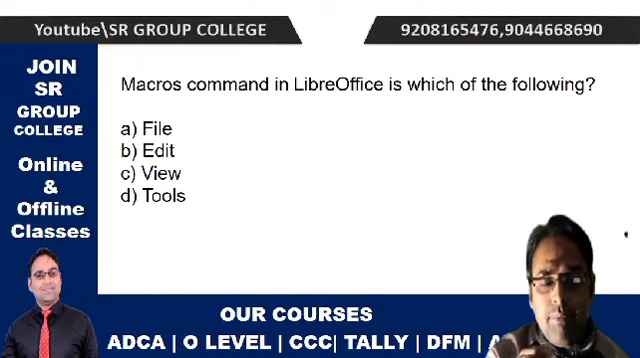 Youtube\SR GROUP COLLEGE
9208165476,9044668690
JOIN
SR
GROUP
COLLEGE
Online
&
Offline
Classes
Macros command in LibreOffice is which of the following?
a) File
b) Edit
c) View
d) Tools
OUR COURSES
ADCA | O LEVEL | CCC| TALLY | DFM |